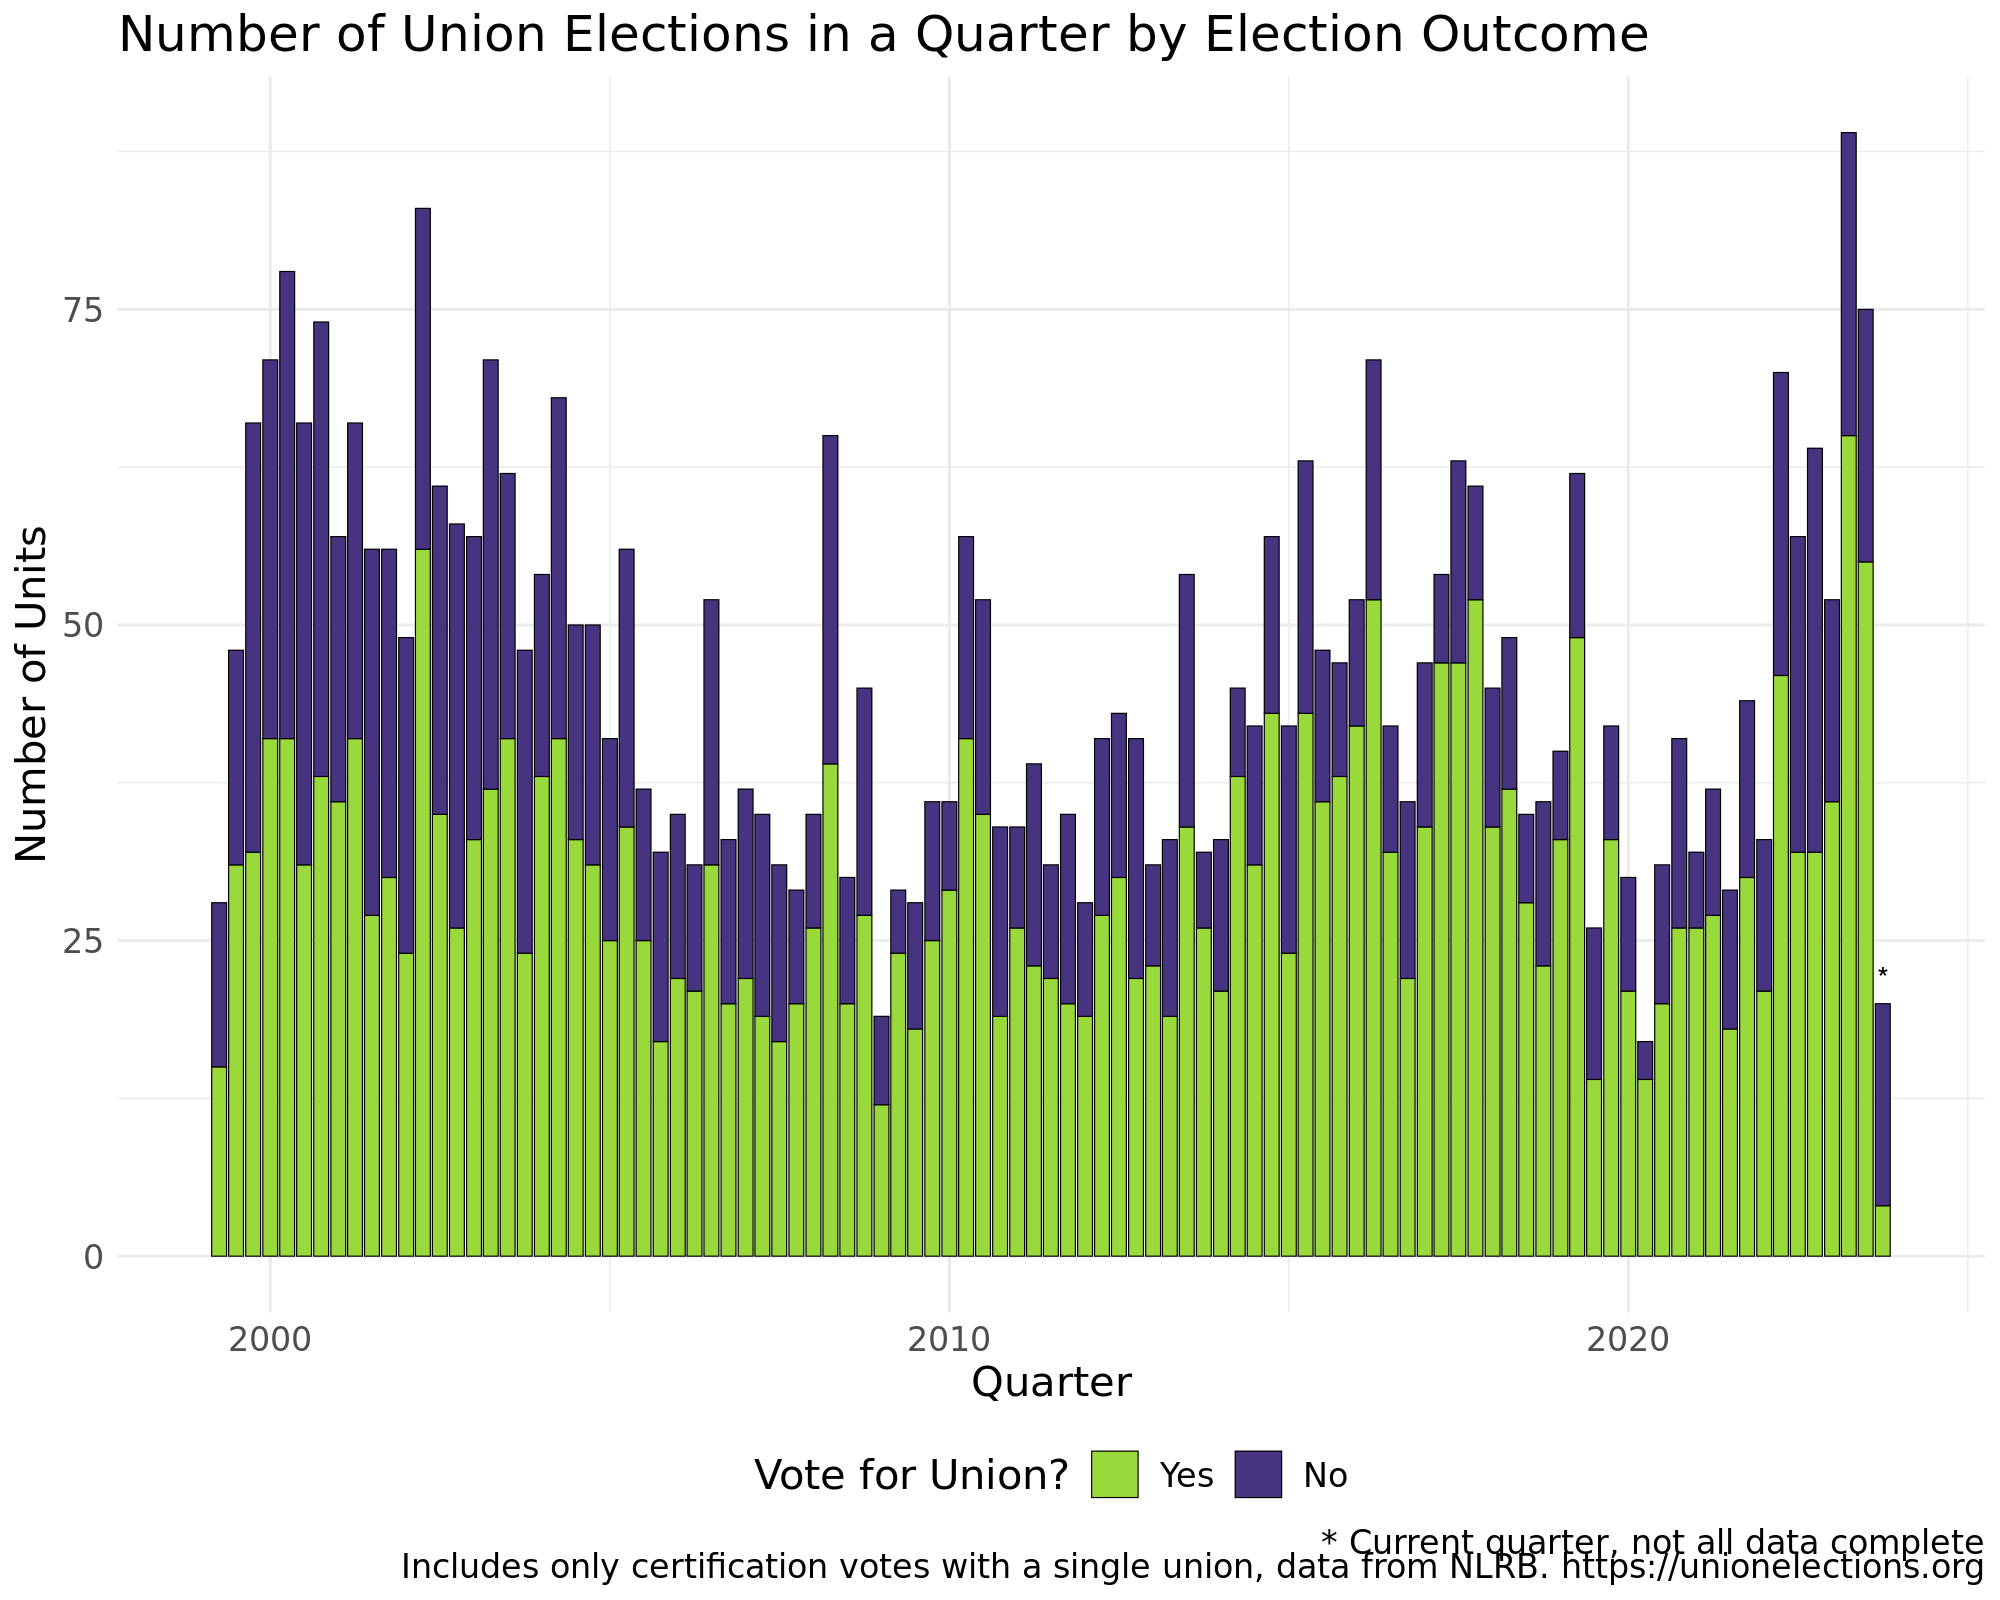 Number of Union Elections in a Quarter by Election Outcome
Number of Units
75
50
25
0
*
2000 2010 2020
Quarter
Vote for Union? Yes No
* Current quarter, not all data complete
Includes only certification votes with a single union, data from NLRB. https://unionelections.org